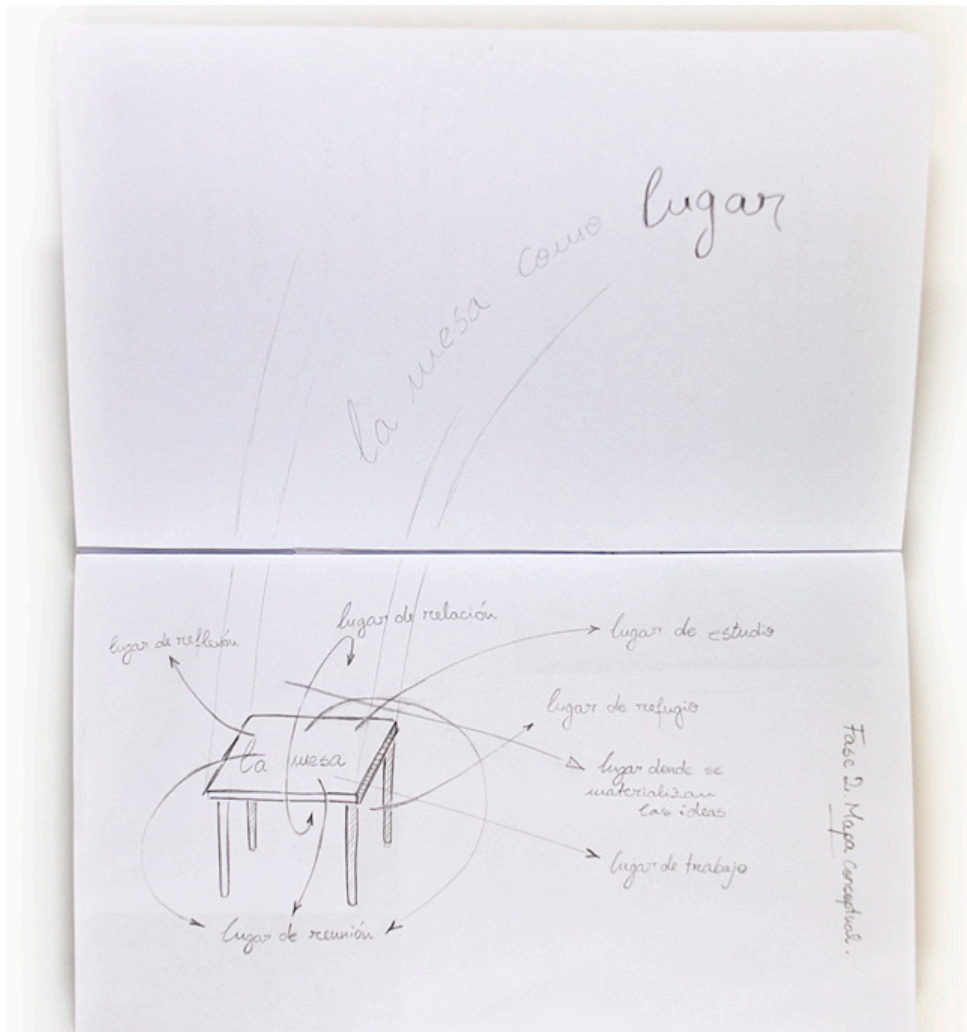 la mesa como lugar
lugar de relación
lugar de reflexión
lugar de estudio
lugar de refugio
la mesa
lugar donde se
materializan
las ideas
lugar de trabajo
lugar de reunión
Fase 2. Mapa conceptual.